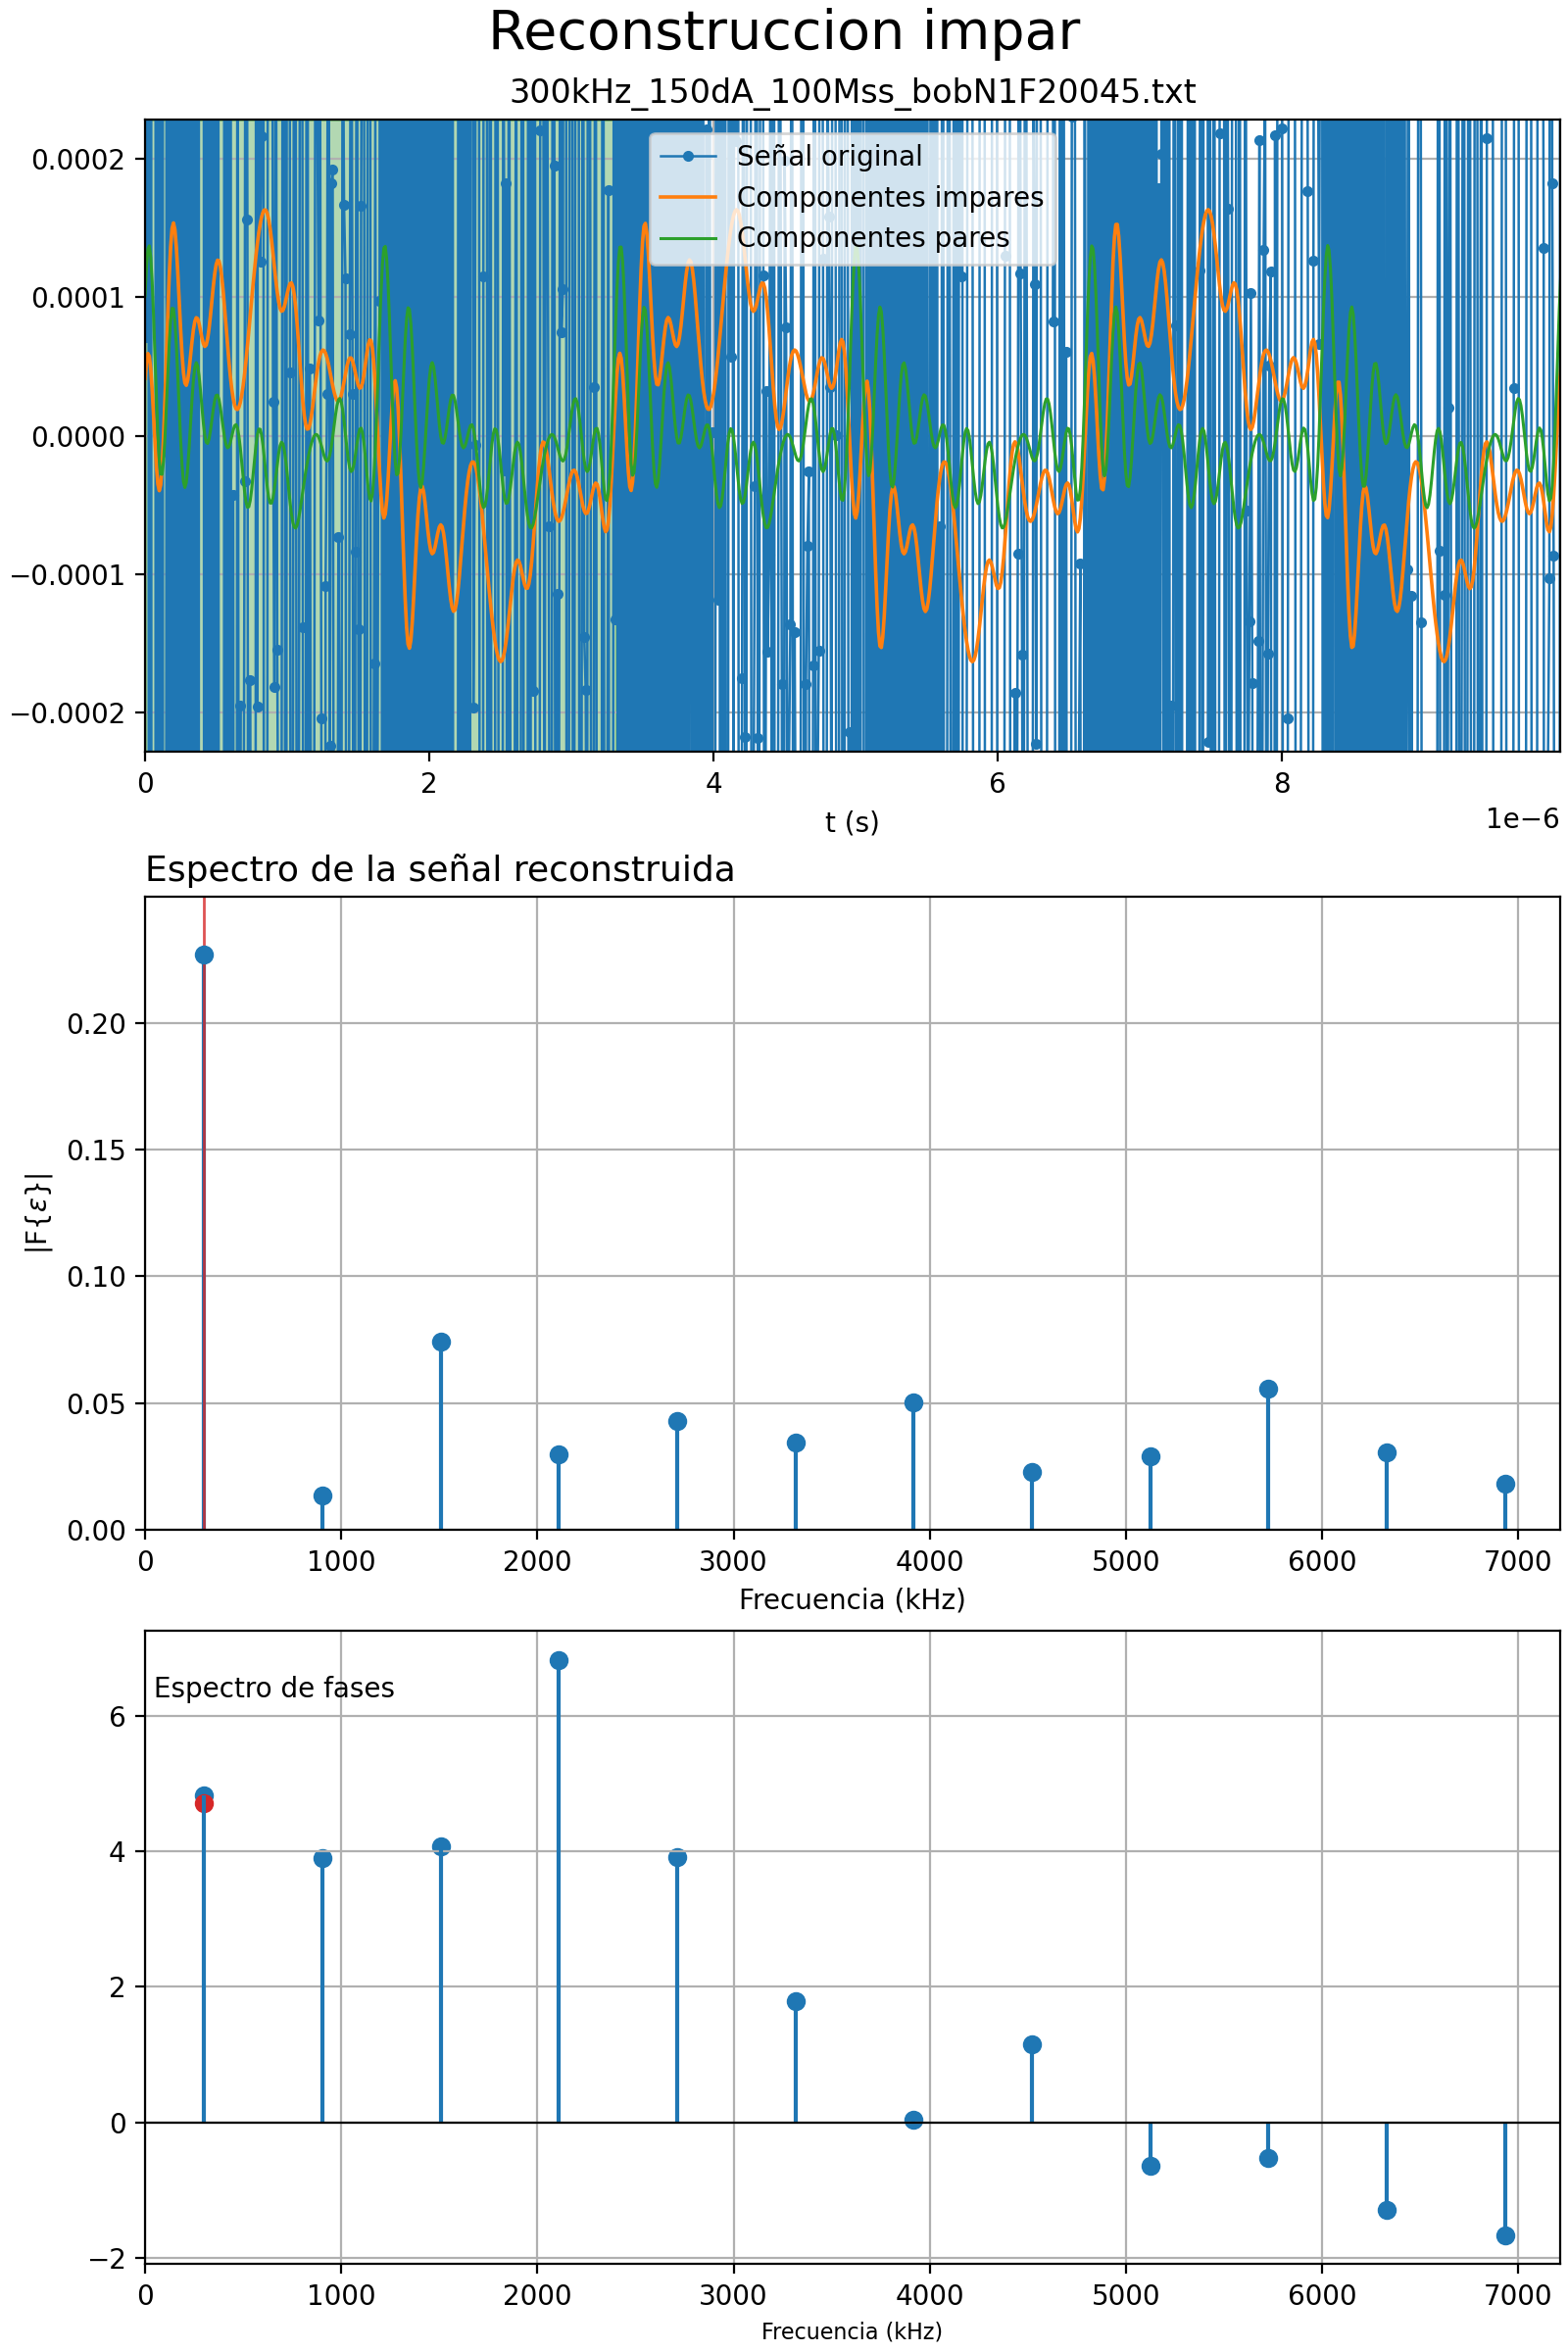 Reconstruccion impar
300kHz_150dA_100Mss_bobN1F20045.txt
Señal original
Componentes impares
Componentes pares
0.0002
0.0001
0.0000
−0.0001
−0.0002
0 2 4 6 8
1e−6
t (s)
Espectro de la señal reconstruida
|F{ε}|
0.20
0.15
0.10
0.05
0.00
0 1000 2000 3000 4000 5000 6000 7000
Frecuencia (kHz)
Espectro de fases
6
4
2
0
−2
0 1000 2000 3000 4000 5000 6000 7000
Frecuencia (kHz)